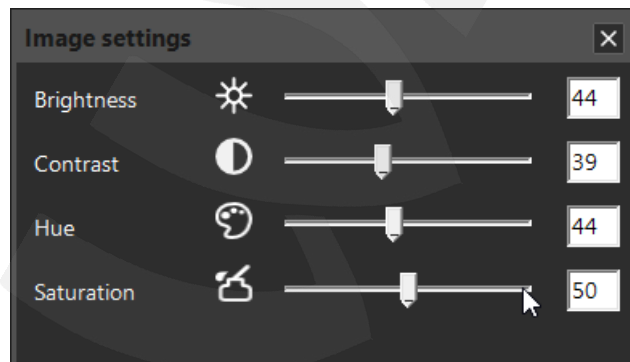 Image settings
Brightness 44
Contrast 39
Hue 44
Saturation 50